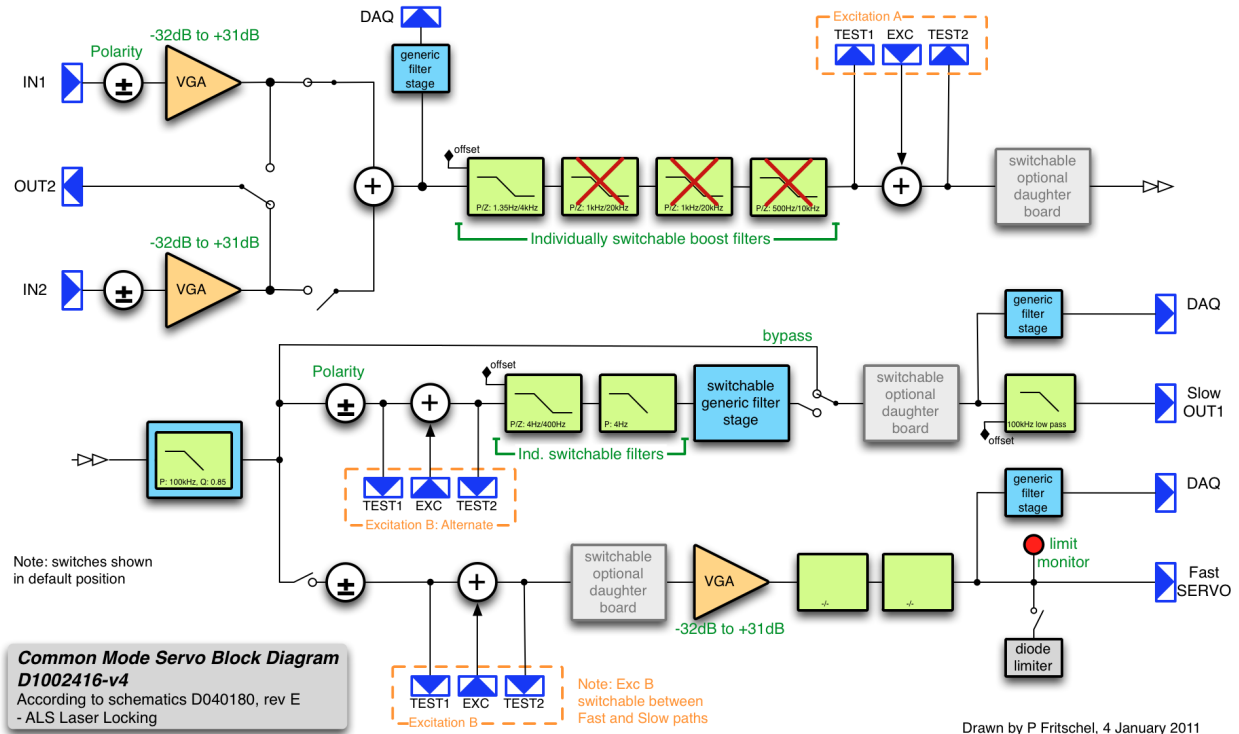 Excitation A
DAQ
TEST1 EXC TEST2
-32dB to +31dB
Polarity
generic
filter
stage
IN1
±
VGA
offset
OUT2
+
P/Z: 1.35Hz/4kHz
P/Z: 1kHz/20kHz
P/Z: 1kHz/20kHz
P/Z: 500Hz/10kHz
+
switchable
optional
daughter
board
Individually switchable boost filters
-32dB to +31dB
IN2
±
VGA
generic
filter
stage
DAQ
bypass
Polarity
offset
±
+
P/Z: 4Hz/400Hz
P: 4Hz
switchable
generic filter
stage
switchable
optional
daughter
board
100kHz low pass
offset
Slow
OUT1
Ind. switchable filters
P: 100kHz, Q: 0.85
TEST1 EXC TEST2
Excitation B: Alternate
generic
filter
stage
DAQ
Note: switches shown
in default position
±
+
switchable
optional
daughter
board
VGA
-32dB to +31dB
-/-
-/-
limit
monitor
Fast
SERVO
diode
limiter
TEST1 EXC TEST2
Excitation B
Note: Exc B
switchable between
Fast and Slow paths
Common Mode Servo Block Diagram
D1002416-v4
According to schematics D040180, rev E
- ALS Laser Locking
Drawn by P Fritschel, 4 January 2011